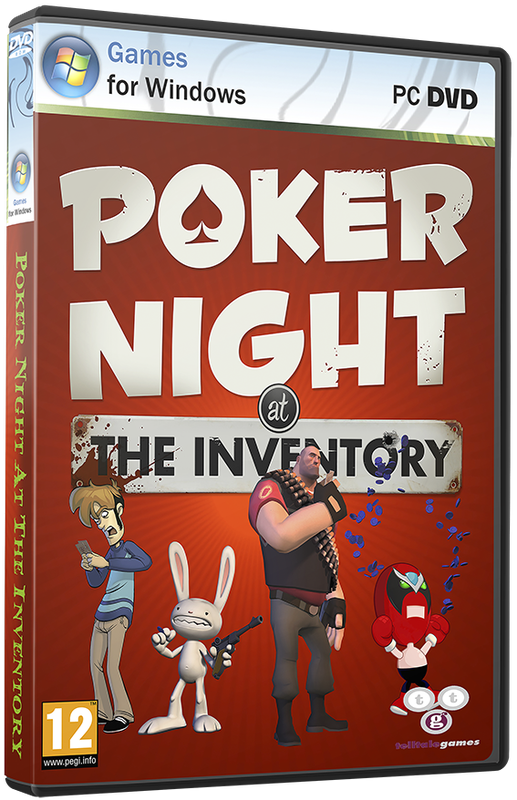 Games
for Windows
PC DVD
POKER
NIGHT
at
THE INVENTORY
12
www.pegi.info
t t
g
telltalegames
DVD
Games
for Windows
POKER NIGHT AT THE INVENTORY